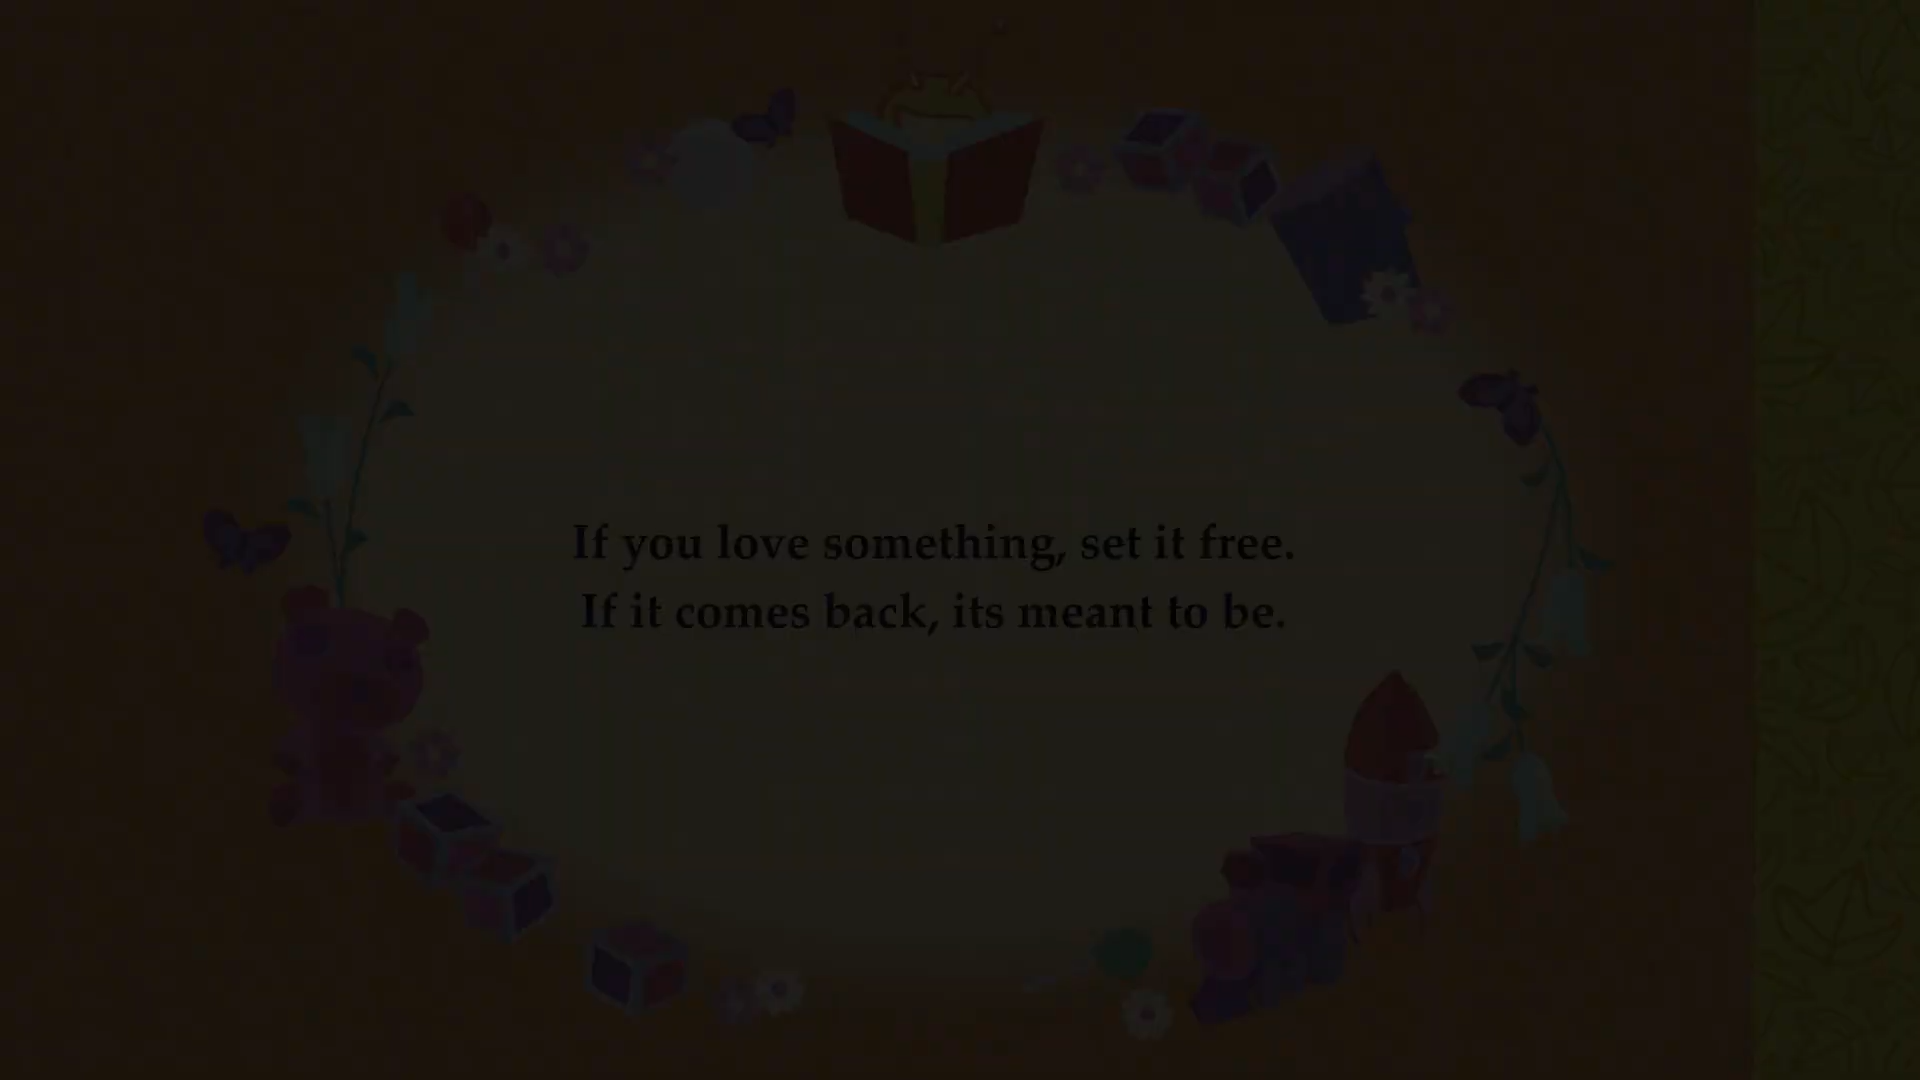 If you love something, set it free.
If it comes back, its meant to be.